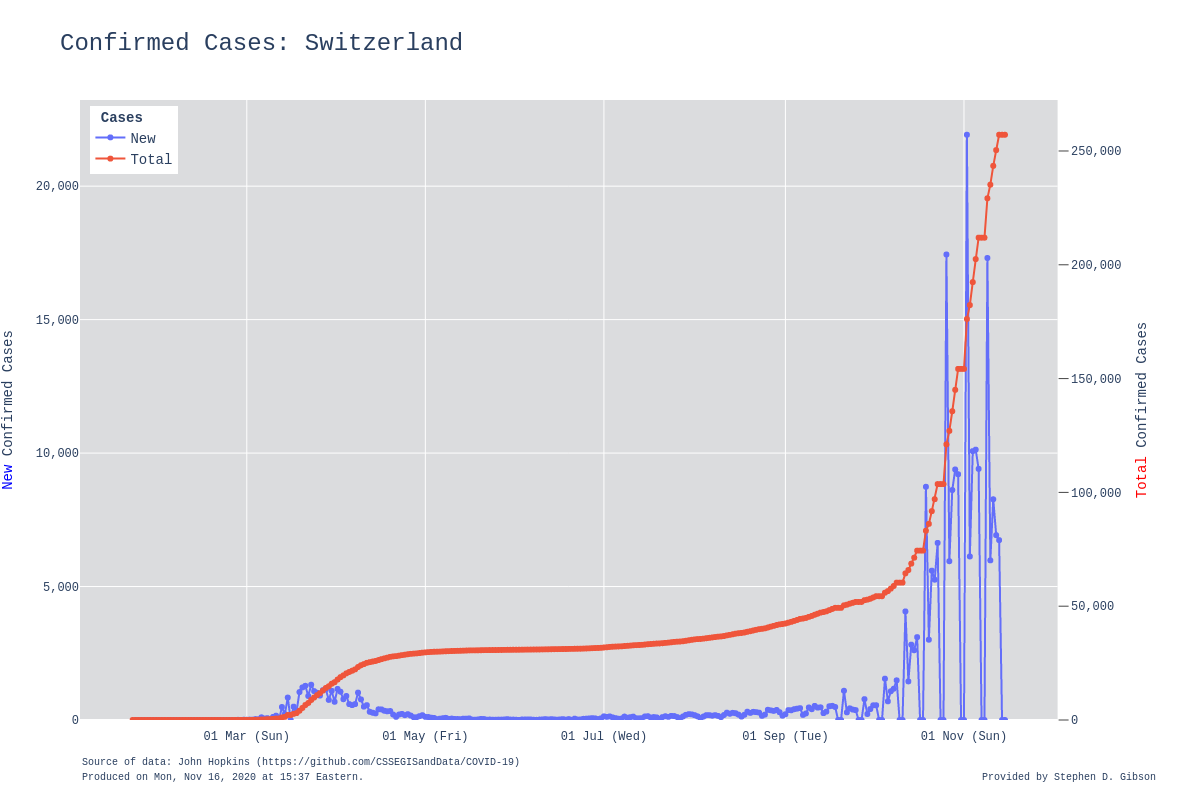 Confirmed Cases: Switzerland
Cases
New
Total
20,000
15,000
10,000
5,000
0
New Confirmed Cases
250,000
200,000
150,000
100,000
50,000
0
Total Confirmed Cases
01 Mar (Sun) 01 May (Fri) 01 Jul (Wed) 01 Sep (Tue) 01 Nov (Sun)
Source of data: John Hopkins (https://github.com/CSSEGISandData/COVID-19)
Produced on Mon, Nov 16, 2020 at 15:37 Eastern.
Provided by Stephen D. Gibson